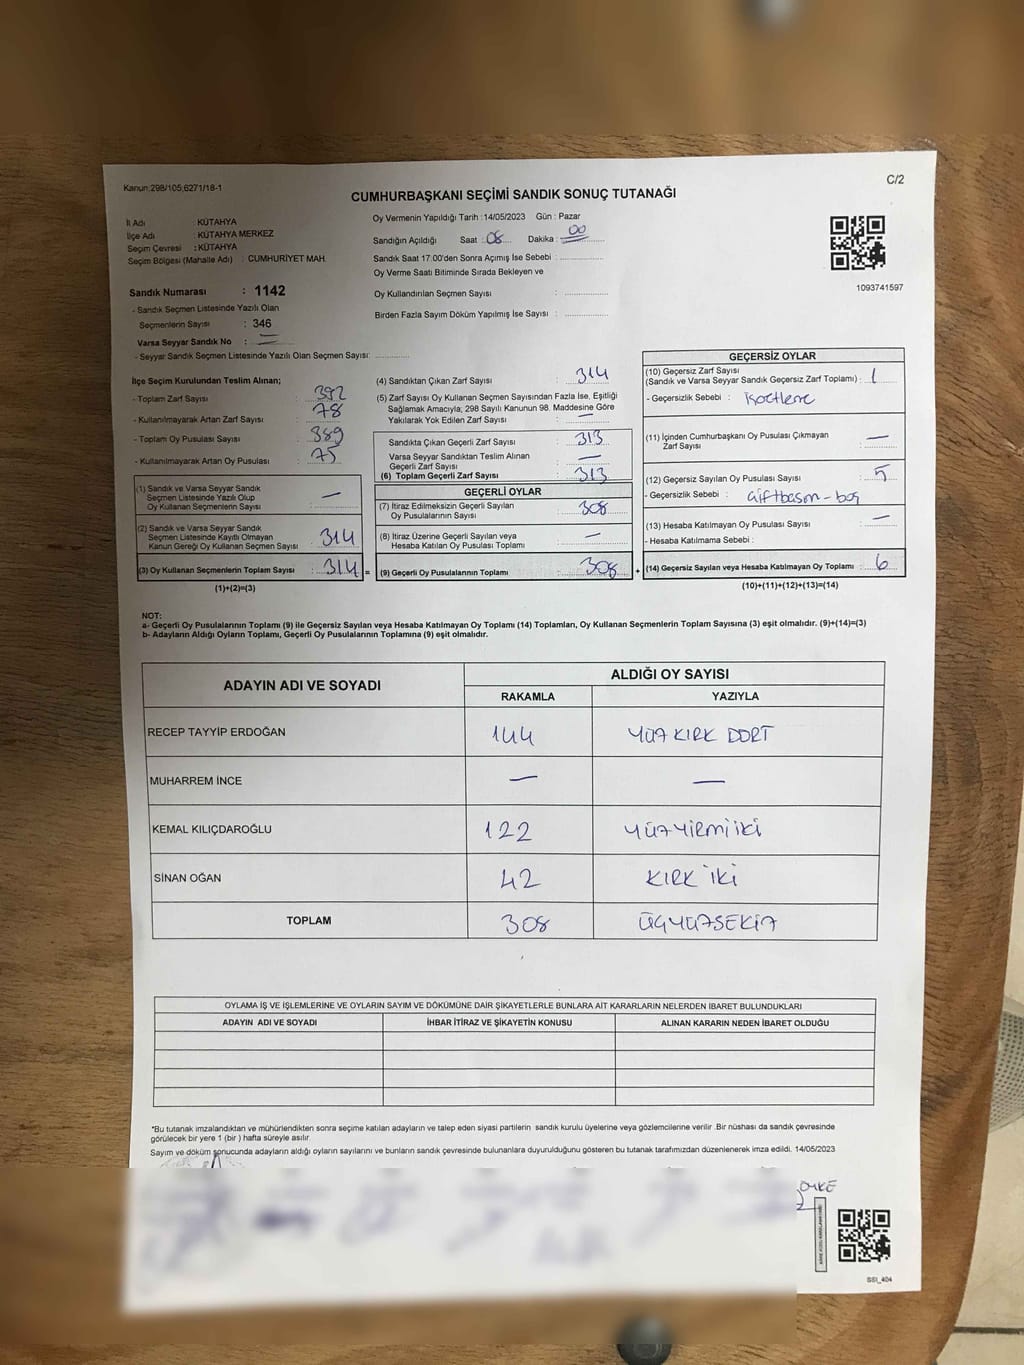 Kanun:298/105;6271/18-1
C/2
CUMHURBAŞKANI SEÇİMİ SANDIK SONUÇ TUTANAĞI
İl Adı : KÜTAHYA
İlçe Adı : KÜTAHYA MERKEZ
Seçim Çevresi : KÜTAHYA
Seçim Bölgesi (Mahalle Adı) : CUMHURİYET MAH.
Oy Vermenin Yapıldığı Tarih :14/05/2023 Gün : Pazar
Sandığın Açıldığı Saat : 08 Dakika : 00
Sandık Saat 17:00'den Sonra Açımış İse Sebebi :
Oy Verme Saati Bitiminde Sırada Bekleyen ve
Oy Kullandırılan Seçmen Sayısı :
Birden Fazla Sayım Döküm Yapılmış İse Sayısı :
1093741597
Sandık Numarası : 1142
- Sandık Seçmen Listesinde Yazılı Olan
Seçmenlerin Sayısı : 346
Varsa Seyyar Sandık No : —
- Seyyar Sandık Seçmen Listesinde Yazılı Olan Seçmen Sayısı:
İlçe Seçim Kurulundan Teslim Alınan;
- Toplam Zarf Sayısı : 392
- Kullanılmayarak Artan Zarf Sayısı : 78
- Toplam Oy Pusulası Sayısı : 389
- Kullanılmayarak Artan Oy Pusulası : 75
(1) Sandık ve Varsa Seyyar Sandık
Seçmen Listesinde Yazılı Olup
Oy Kullanan Seçmenlerin Sayısı : —
(2) Sandık ve Varsa Seyyar Sandık
Seçmen Listesinde Kayıtlı Olmayan
Kanun Gereği Oy Kullanan Seçmen Sayısı : 314
(3) Oy Kullanan Seçmenlerin Toplam Sayısı : 314 =
(1)+(2)=(3)
(4) Sandıktan Çıkan Zarf Sayısı : 314
(5) Zarf Sayısı Oy Kullanan Seçmen Sayısından Fazla İse, Eşitliği
Sağlamak Amacıyla, 298 Sayılı Kanunun 98. Maddesine Göre
Yakılarak Yok Edilen Zarf Sayısı : —
Sandıkta Çıkan Geçerli Zarf Sayısı : 313
Varsa Seyyar Sandıktan Teslim Alınan
Geçerli Zarf Sayısı : —
(6) Toplam Geçerli Zarf Sayısı : 313
GEÇERLİ OYLAR
(7) İtiraz Edilmeksizin Geçerli Sayılan
Oy Pusulalarının Sayısı : 308
(8) İtiraz Üzerine Geçerli Sayılan veya
Hesaba Katılan Oy Pusulası Toplamı : —
(9) Geçerli Oy Pusulalarının Toplamı : 308 +
GEÇERSİZ OYLAR
(10) Geçersiz Zarf Sayısı
(Sandık ve Varsa Seyyar Sandık Geçersiz Zarf Toplamı) : 1
- Geçersizlik Sebebi :
(11) İçinden Cumhurbaşkanı Oy Pusulası Çıkmayan
Zarf Sayısı : —
(12) Geçersiz Sayılan Oy Pusulası Sayısı : 5
- Geçersizlik Sebebi : çiftbasım-boş
(13) Hesaba Katılmayan Oy Pusulası Sayısı : —
- Hesaba Katılmama Sebebi :
(14) Geçersiz Sayılan veya Hesaba Katılmayan Oy Toplamı : 6
(10)+(11)+(12)+(13)=(14)
NOT:
a- Geçerli Oy Pusulalarının Toplamı (9) ile Geçersiz Sayılan veya Hesaba Katılmayan Oy Toplamı (14) Toplamları, Oy Kullanan Seçmenlerin Toplam Sayısına (3) eşit olmalıdır. (9)+(14)=(3)
b- Adayların Aldığı Oyların Toplamı, Geçerli Oy Pusulalarının Toplamına (9) eşit olmalıdır.
ADAYIN ADI VE SOYADI
ALDIĞI OY SAYISI
RAKAMLA YAZIYLA
RECEP TAYYİP ERDOĞAN 144 YÜZ KIRK DÖRT
MUHARREM İNCE — —
KEMAL KILIÇDAROĞLU 122 YÜZYİRMİİKİ
SİNAN OĞAN 42 KIRK İKİ
TOPLAM 308 ÜÇYÜZSEKİZ
OYLAMA İŞ VE İŞLEMLERİNE VE OYLARIN SAYIM VE DÖKÜMÜNE DAİR ŞİKAYETLERLE BUNLARA AİT KARARLARIN NELERDEN İBARET BULUNDUKLARI
ADAYIN ADI VE SOYADI İHBAR İTİRAZ VE ŞİKAYETİN KONUSU ALINAN KARARIN NEDEN İBARET OLDUĞU
*Bu tutanak imzalandıktan ve mühürlendikten sonra seçime katılan adayların ve talep eden siyasi partilerin sandık kurulu üyelerine veya gözlemcilerine verilir .Bir nüshası da sandık çevresinde
görülecek bir yere 1 (bir ) hafta süreyle asılır.
Sayım ve döküm sonucunda adayların aldığı oyların sayılarını ve bunların sandık çevresinde bulunanlara duyurulduğunu gösteren bu tutanak tarafımızdan düzenlenerek imza edildi. 14/05/2023
SSI_404